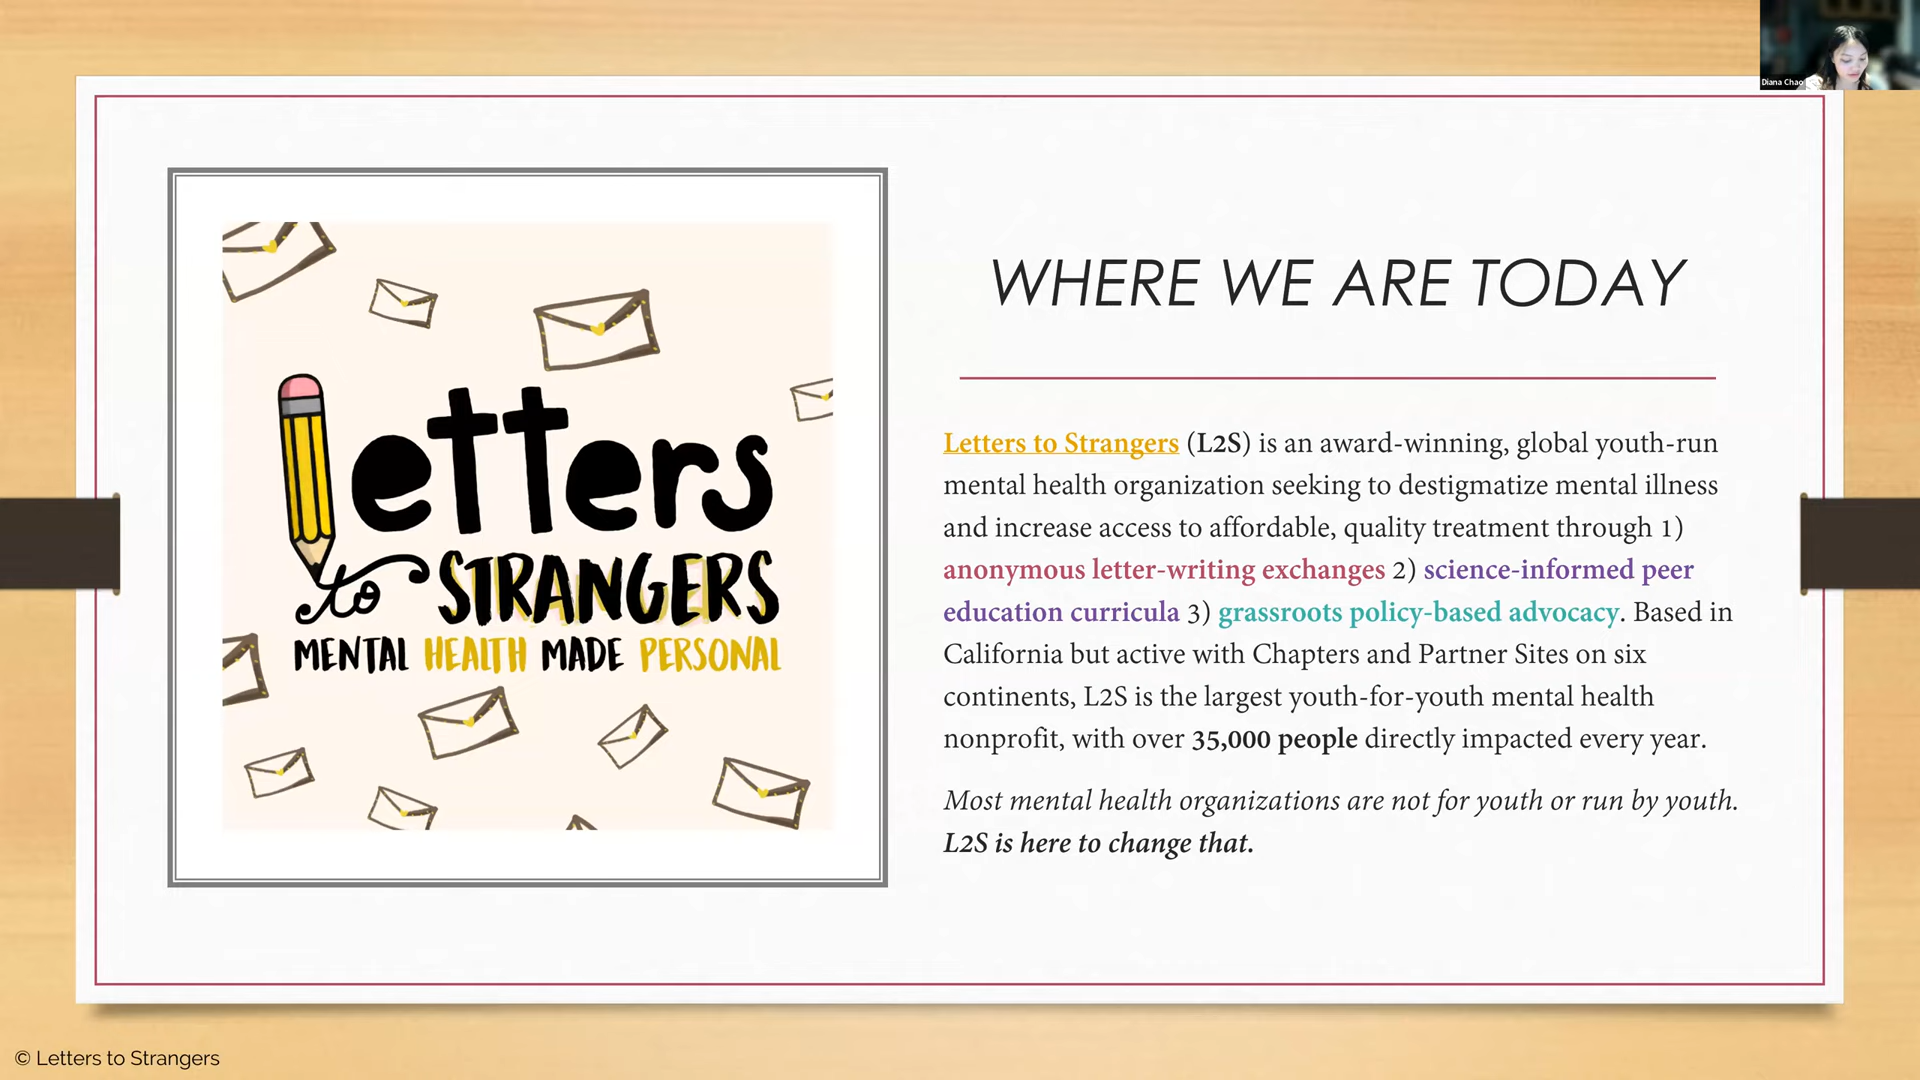 Diana Chao
Letters
to STRANGERS
MENTAL HEALTH MADE PERSONAL
WHERE WE ARE TODAY
Letters to Strangers (L2S) is an award-winning, global youth-run
mental health organization seeking to destigmatize mental illness
and increase access to affordable, quality treatment through 1)
anonymous letter-writing exchanges 2) science-informed peer
education curricula 3) grassroots policy-based advocacy. Based in
California but active with Chapters and Partner Sites on six
continents, L2S is the largest youth-for-youth mental health
nonprofit, with over 35,000 people directly impacted every year.
Most mental health organizations are not for youth or run by youth.
L2S is here to change that.
© Letters to Strangers